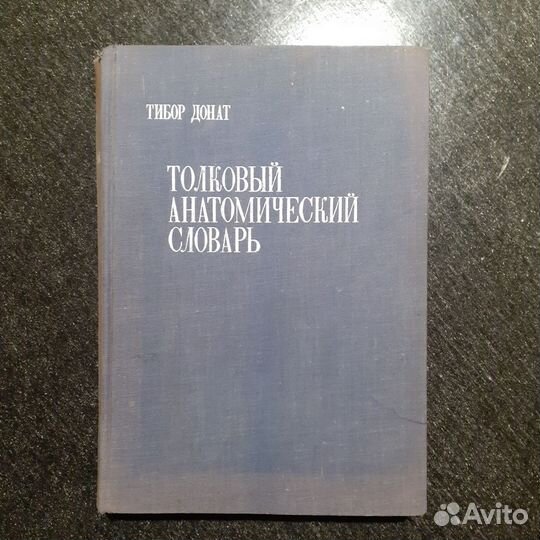 ТИБОР ДОНАТ
ТОЛКОВЫЙ
АНАТОМИЧЕСКИЙ
СЛОВАРЬ
Avito